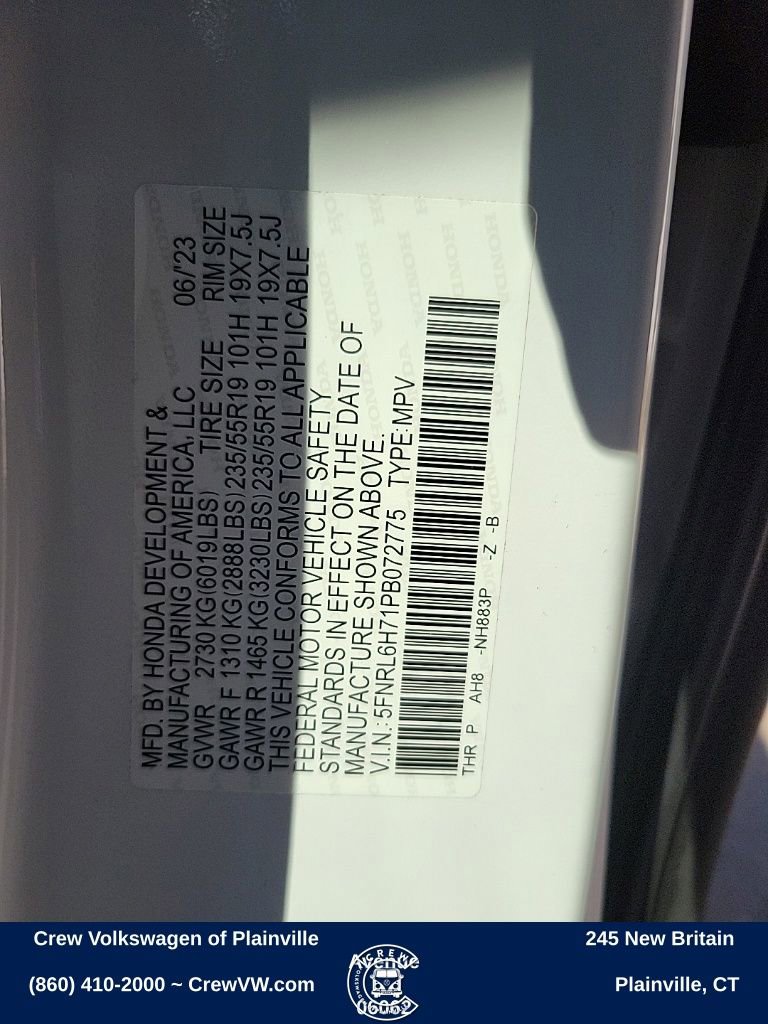 MFD. BY HONDA DEVELOPMENT &
MANUFACTURING OF AMERICA, LLC 06/'23
GVWR 2730 KG(6019LBS) TIRE SIZE RIM SIZE
GAWR F 1310 KG(2888LBS)235/55R19 101H 19X7.5J
GAWR R 1465 KG(3230LBS)235/55R19 101H 19X7.5J
THIS VEHICLE CONFORMS TO ALL APPLICABLE
FEDERAL MOTOR VEHICLE SAFETY
STANDARDS IN EFFECT ON THE DATE OF
MANUFACTURE SHOWN ABOVE.
V.I.N.:5FNRL6H71PB072775 TYPE:MPV
THR P AH8 -NH883P -Z -B
Crew Volkswagen of Plainville
(860) 410-2000 ~ CrewVW.com
CREW
245 New Britain
Avenue
Plainville, CT
06062